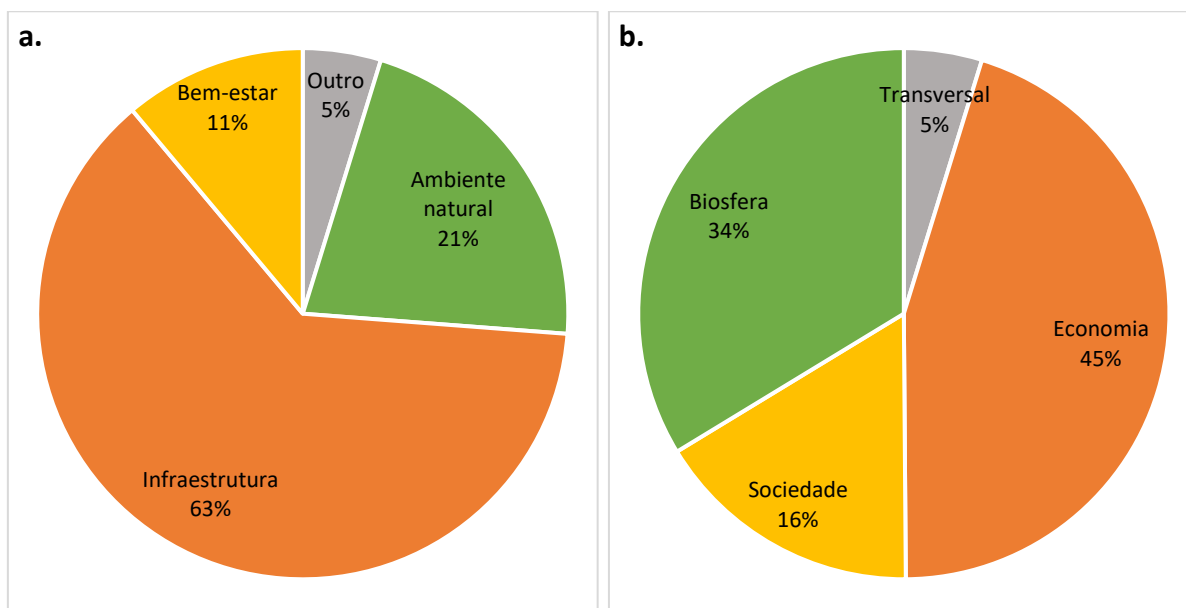 a.
Outro
5%
Bem-estar
11%
Ambiente
natural
21%
Infraestrutura
63%
b.
Transversal
5%
Biosfera
34%
Economia
45%
Sociedade
16%